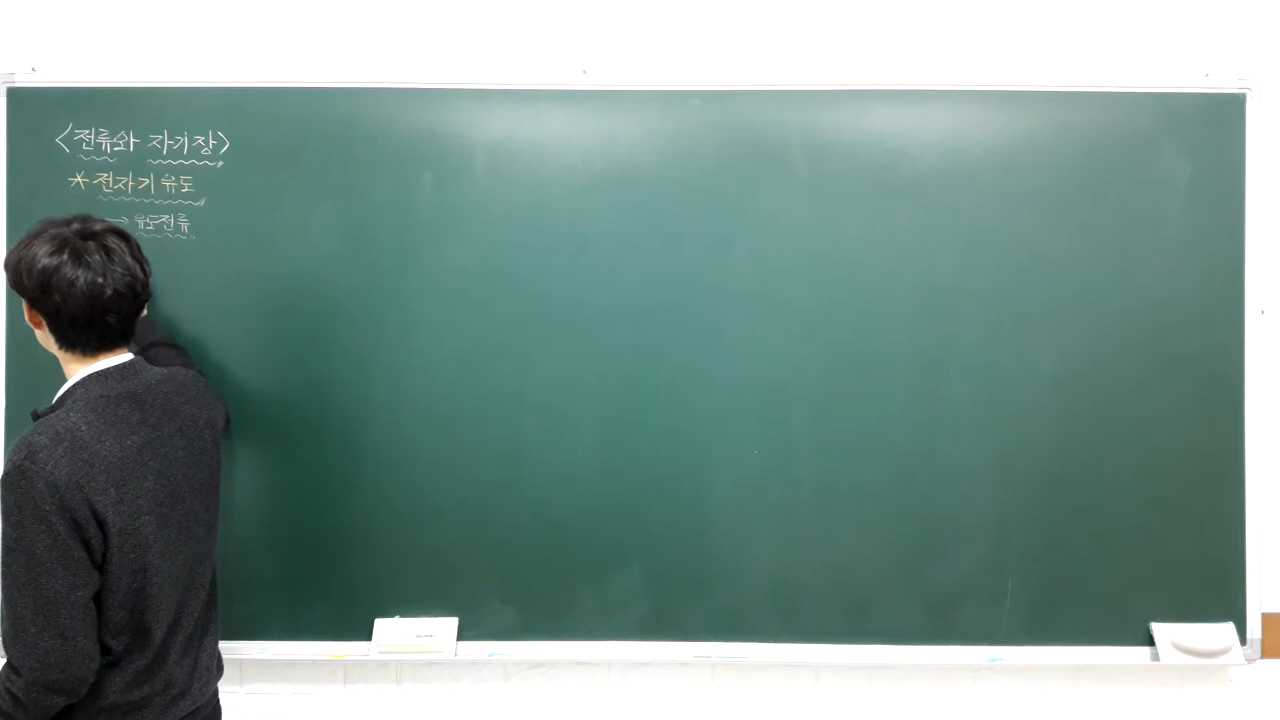 <전류와 자기장>
*전자기 유도
→ 유도전류